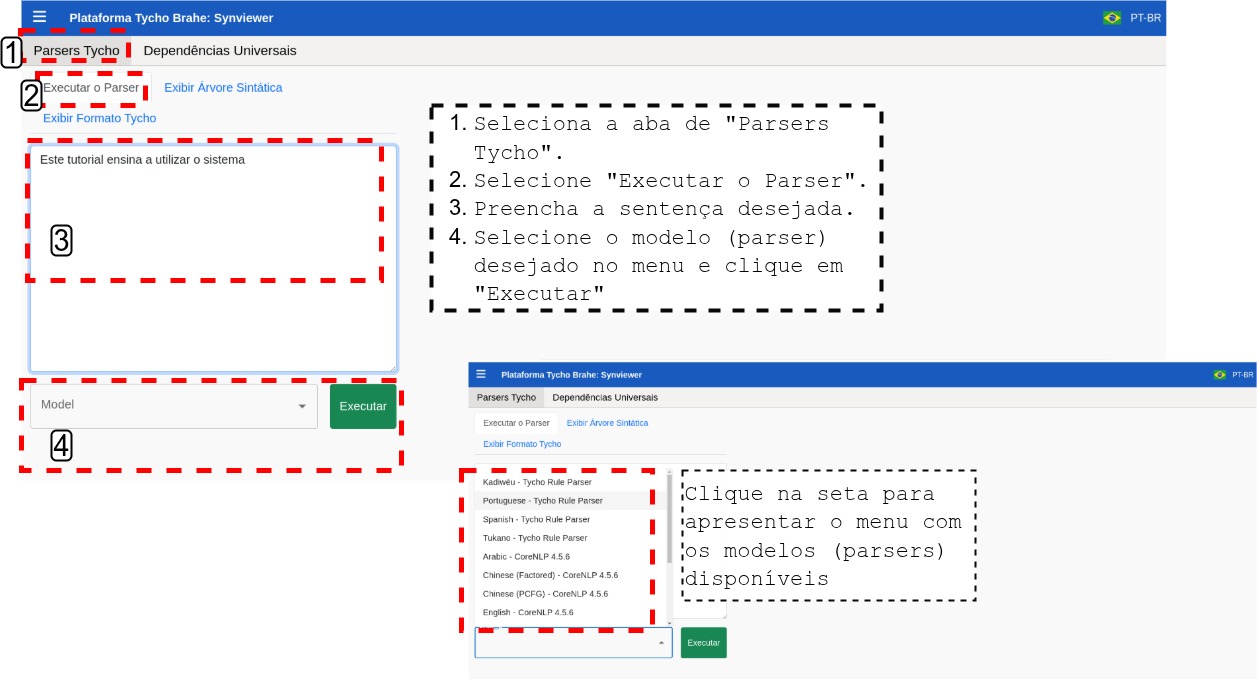 Plataforma Tycho Brahe: Synviewer
PT-BR
1
Parsers Tycho
Dependências Universais
2
Executar o Parser
Exibir Árvore Sintática
Exibir Formato Tycho
Este tutorial ensina a utilizar o sistema
3
Model
Executar
4
1. Seleciona a aba de "Parsers
Tycho".
2. Selecione "Executar o Parser".
3. Preencha a sentença desejada.
4. Selecione o modelo (parser)
desejado no menu e clique em
"Executar"
Plataforma Tycho Brahe: Synviewer
PT-BR
Parsers Tycho
Dependências Universais
Executar o Parser
Exibir Árvore Sintática
Exibir Formato Tycho
Kadiwéu - Tycho Rule Parser
Portuguese - Tycho Rule Parser
Spanish - Tycho Rule Parser
Tukano - Tycho Rule Parser
Arabic - CoreNLP 4.5.6
Chinese (Factored) - CoreNLP 4.5.6
Chinese (PCFG) - CoreNLP 4.5.6
English - CoreNLP 4.5.6
Executar
Clique na seta para
apresentar o menu com
os modelos (parsers)
disponíveis